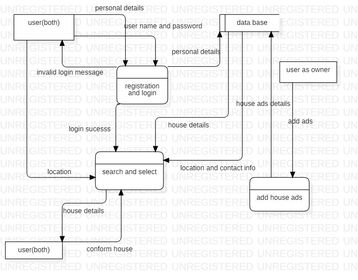 personal details
user(both)
data base
user name and password
personal details
invalid login message
user as owner
registration
and login
house ads details
add ads
login sucesss
house details
location and contact info
location
search and select
add house ads
house details
user(both)
conform house
UNREGISTERED